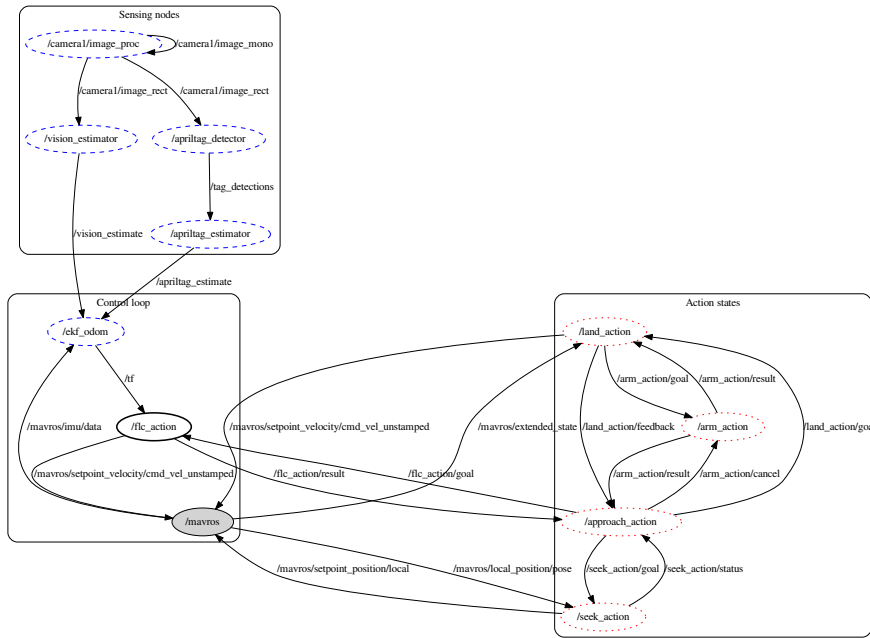 Sensing nodes
/camera1/image_proc
/camera1/image_mono
/camera1/image_rect
/camera1/image_rect
/vision_estimator
/apriltag_detector
/tag_detections
/vision_estimate
/apriltag_estimator
/apriltag_estimate
Control loop
Action states
/ekf_odom
/land_action
/tf
/arm_action/goal
/arm_action/result
/mavros/imu/data
/flc_action
/mavros/setpoint_velocity/cmd_vel_unstamped
/mavros/extended_state
/land_action/feedback
/arm_action
/land_action/goal
/mavros/setpoint_velocity/cmd_vel_unstamped
/flc_action/result
/flc_action/goal
/arm_action/result
/arm_action/cancel
/mavros
/approach_action
/mavros/setpoint_position/local
/mavros/local_position/pose
/seek_action/goal
/seek_action/status
/seek_action